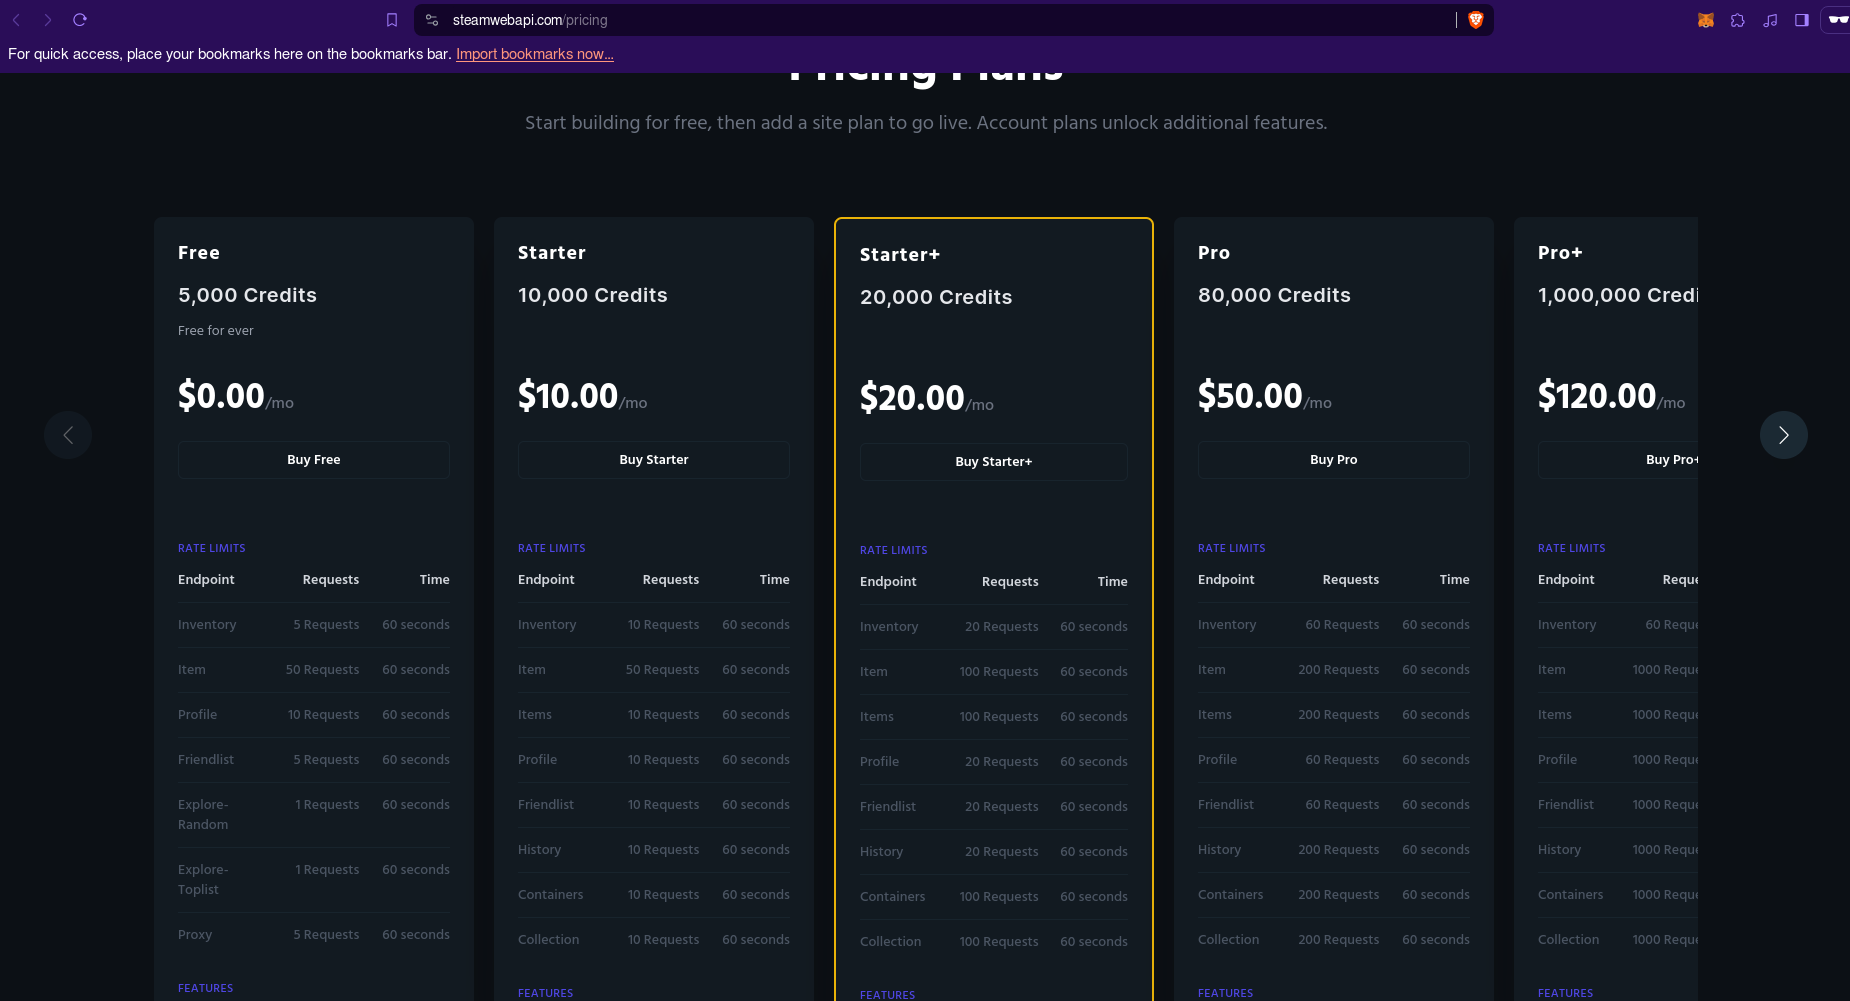 steamwebapi.com/pricing
For quick access, place your bookmarks here on the bookmarks bar. Import bookmarks now...
Pricing Plans
Start building for free, then add a site plan to go live. Account plans unlock additional features.
Free
5,000 Credits
Free for ever
$0.00/mo
Buy Free
RATE LIMITS
Endpoint Requests Time
Inventory 5 Requests 60 seconds
Item 50 Requests 60 seconds
Profile 10 Requests 60 seconds
Friendlist 5 Requests 60 seconds
Explore-
Random 1 Requests 60 seconds
Explore-
Toplist 1 Requests 60 seconds
Proxy 5 Requests 60 seconds
FEATURES
Starter
10,000 Credits
$10.00/mo
Buy Starter
RATE LIMITS
Endpoint Requests Time
Inventory 10 Requests 60 seconds
Item 50 Requests 60 seconds
Items 10 Requests 60 seconds
Profile 10 Requests 60 seconds
Friendlist 10 Requests 60 seconds
History 10 Requests 60 seconds
Containers 10 Requests 60 seconds
Collection 10 Requests 60 seconds
FEATURES
Starter+
20,000 Credits
$20.00/mo
Buy Starter+
RATE LIMITS
Endpoint Requests Time
Inventory 20 Requests 60 seconds
Item 100 Requests 60 seconds
Items 100 Requests 60 seconds
Profile 20 Requests 60 seconds
Friendlist 20 Requests 60 seconds
History 20 Requests 60 seconds
Containers 100 Requests 60 seconds
Collection 100 Requests 60 seconds
FEATURES
Pro
80,000 Credits
$50.00/mo
Buy Pro
RATE LIMITS
Endpoint Requests Time
Inventory 60 Requests 60 seconds
Item 200 Requests 60 seconds
Items 200 Requests 60 seconds
Profile 60 Requests 60 seconds
Friendlist 60 Requests 60 seconds
History 200 Requests 60 seconds
Containers 200 Requests 60 seconds
Collection 200 Requests 60 seconds
FEATURES
Pro+
1,000,000 Credi
$120.00/mo
Buy Pro+
RATE LIMITS
Endpoint Reque
Inventory 60 Reque
Item 1000 Reque
Items 1000 Reque
Profile 1000 Reque
Friendlist 1000 Reque
History 1000 Reque
Containers 1000 Reque
Collection 1000 Reque
FEATURES